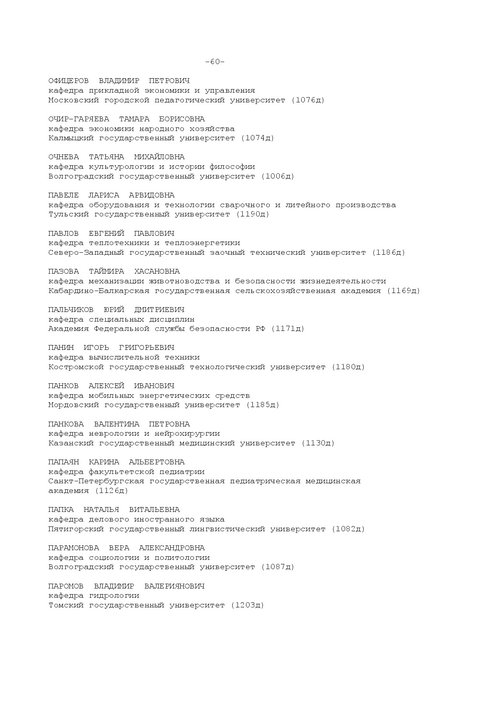 -60-
ОФИЦЕРОВ ВЛАДИМИР ПЕТРОВИЧ
кафедра прикладной экономики и управления
Московский городской педагогический университет (1076д)
ОЧИР-ГАРЯЕВА ТАМАРА БОРИСОВНА
кафедра экономики народного хозяйства
Калмыцкий государственный университет (1074д)
ОЧНЕВА ТАТЬЯНА МИХАЙЛОВНА
кафедра культурологии и истории философии
Волгоградский государственный университет (1006д)
ПАВЕЛЕ ЛАРИСА АРВИДОВНА
кафедра оборудования и технологии сварочного и литейного производства
Тульский государственный университет (1190д)
ПАВЛОВ ЕВГЕНИЙ ПАВЛОВИЧ
кафедра теплотехники и теплоэнергетики
Северо-Западный государственный заочный технический университет (1186д)
ПАЗОВА ТАЙМИРА ХАСАНОВНА
кафедра механизации животноводства и безопасности жизнедеятельности
Кабардино-Балкарская государственная сельскохозяйственная академия (1169д)
ПАЛЬЧИКОВ ЮРИЙ ДМИТРИЕВИЧ
кафедра специальных дисциплин
Академия Федеральной службы безопасности РФ (1171д)
ПАНИН ИГОРЬ ГРИГОРЬЕВИЧ
кафедра вычислительной техники
Костромской государственный технологический университет (1180д)
ПАНКОВ АЛЕКСЕЙ ИВАНОВИЧ
кафедра мобильных энергетических средств
Мордовский государственный университет (1185д)
ПАНКОВА ВАЛЕНТИНА ПЕТРОВНА
кафедра неврологии и нейрохирургии
Казанский государственный медицинский университет (1130д)
ПАПАЯН КАРИНА АЛЬБЕРТОВНА
кафедра факультетской педиатрии
Санкт-Петербургская государственная педиатрическая медицинская
академия (1126д)
ПАПКА НАТАЛЬЯ ВИТАЛЬЕВНА
кафедра делового иностранного языка
Пятигорский государственный лингвистический университет (1082д)
ПАРАМОНОВА ВЕРА АЛЕКСАНДРОВНА
кафедра социологии и политологии
Волгоградский государственный университет (1087д)
ПАРОМОВ ВЛАДИМИР ВАЛЕРИЯНОВИЧ
кафедра гидрологии
Томский государственный университет (1203д)